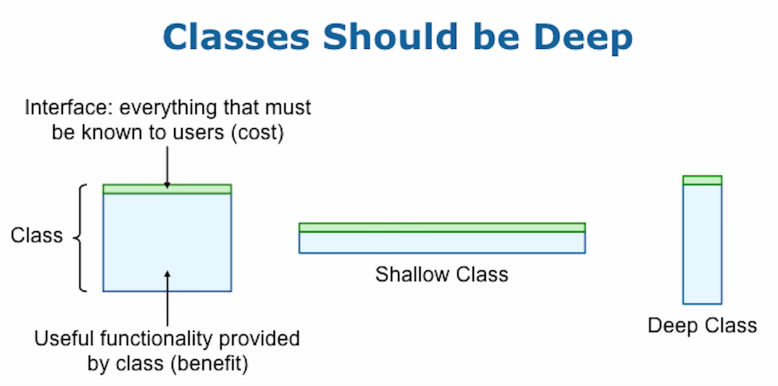 Classes Should be Deep
Interface: everything that must
be known to users (cost)
Class
Shallow Class
Deep Class
Useful functionality provided
by class (benefit)